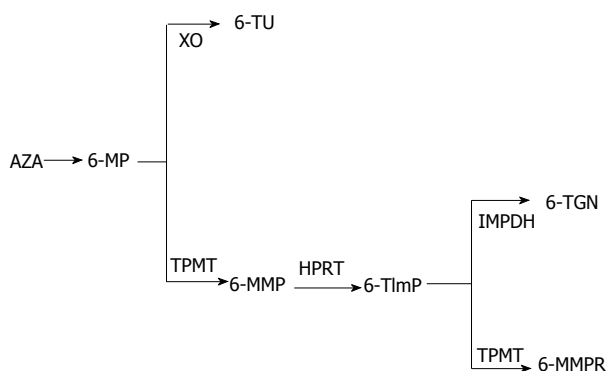 6-TU
XO
AZA
6-MP
6-TGN
IMPDH
TPMT
HPRT
6-MMP
6-TImP
TPMT
6-MMPR